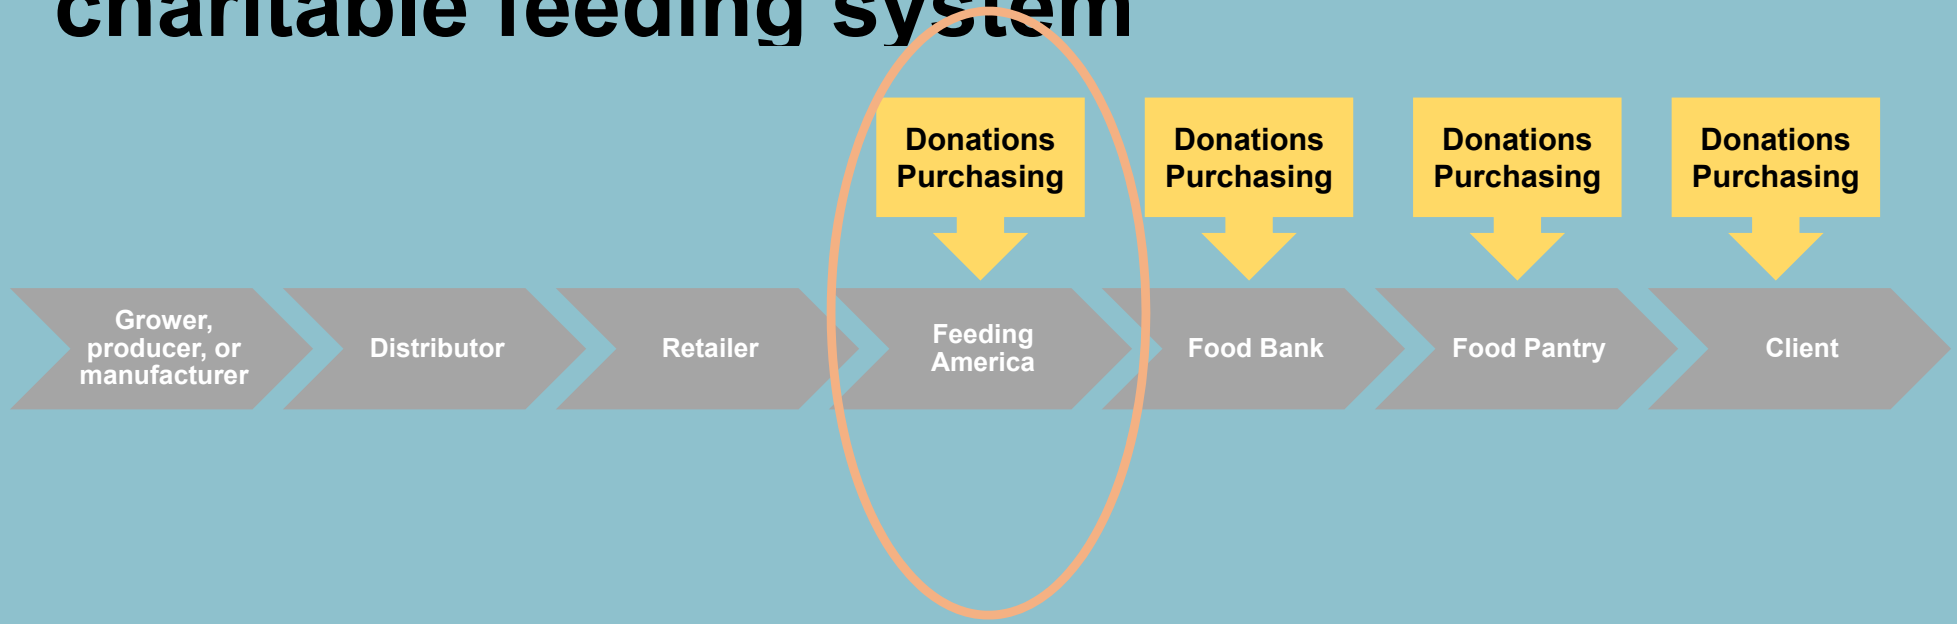 charitable feeding system
Donations
Purchasing
Donations
Purchasing
Donations
Purchasing
Donations
Purchasing
Grower,
producer, or
manufacturer
Distributor
Retailer
Feeding
America
Food Bank
Food Pantry
Client